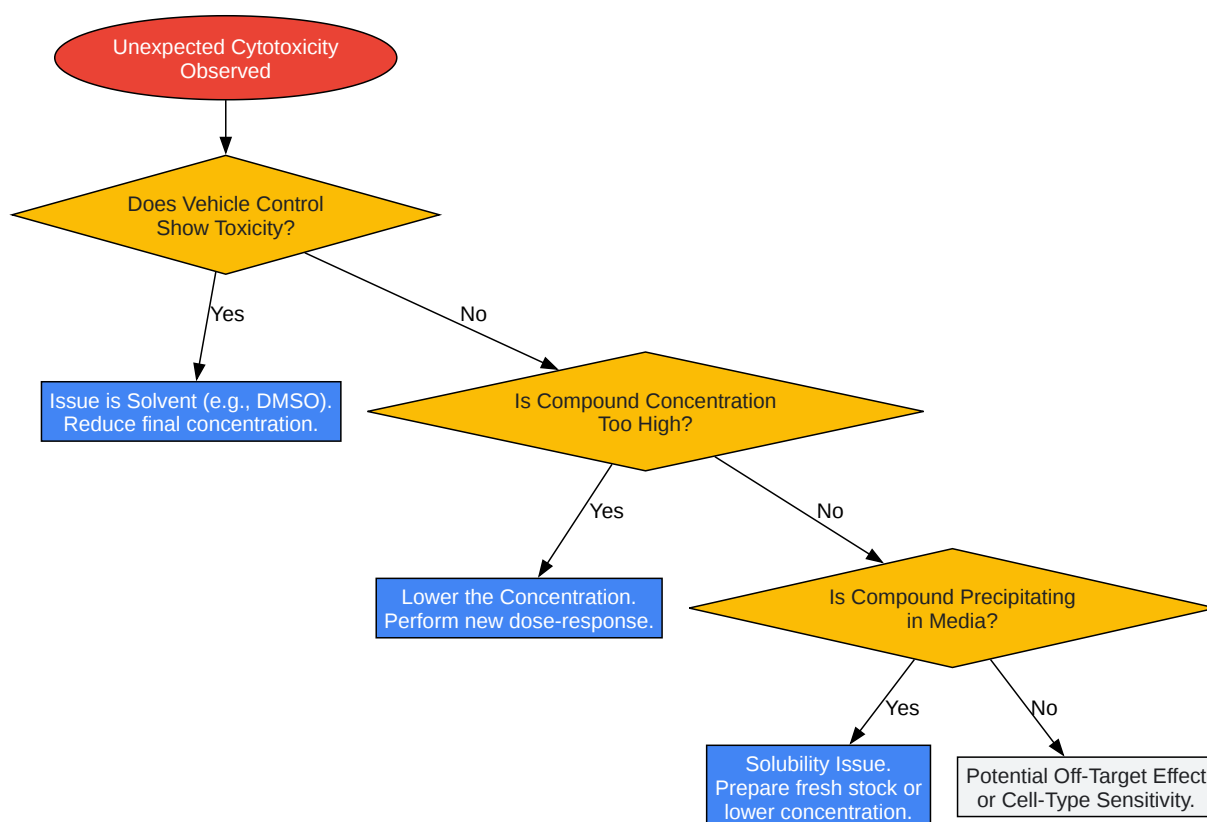 Unexpected Cytotoxicity
Observed
Does Vehicle Control
Show Toxicity?
Yes
No
Issue is Solvent (e.g., DMSO).
Reduce final concentration.
Is Compound Concentration
Too High?
Yes
No
Lower the Concentration.
Perform new dose-response.
Is Compound Precipitating
in Media?
Yes
No
Solubility Issue.
Prepare fresh stock or
lower concentration.
Potential Off-Target Effect
or Cell-Type Sensitivity.